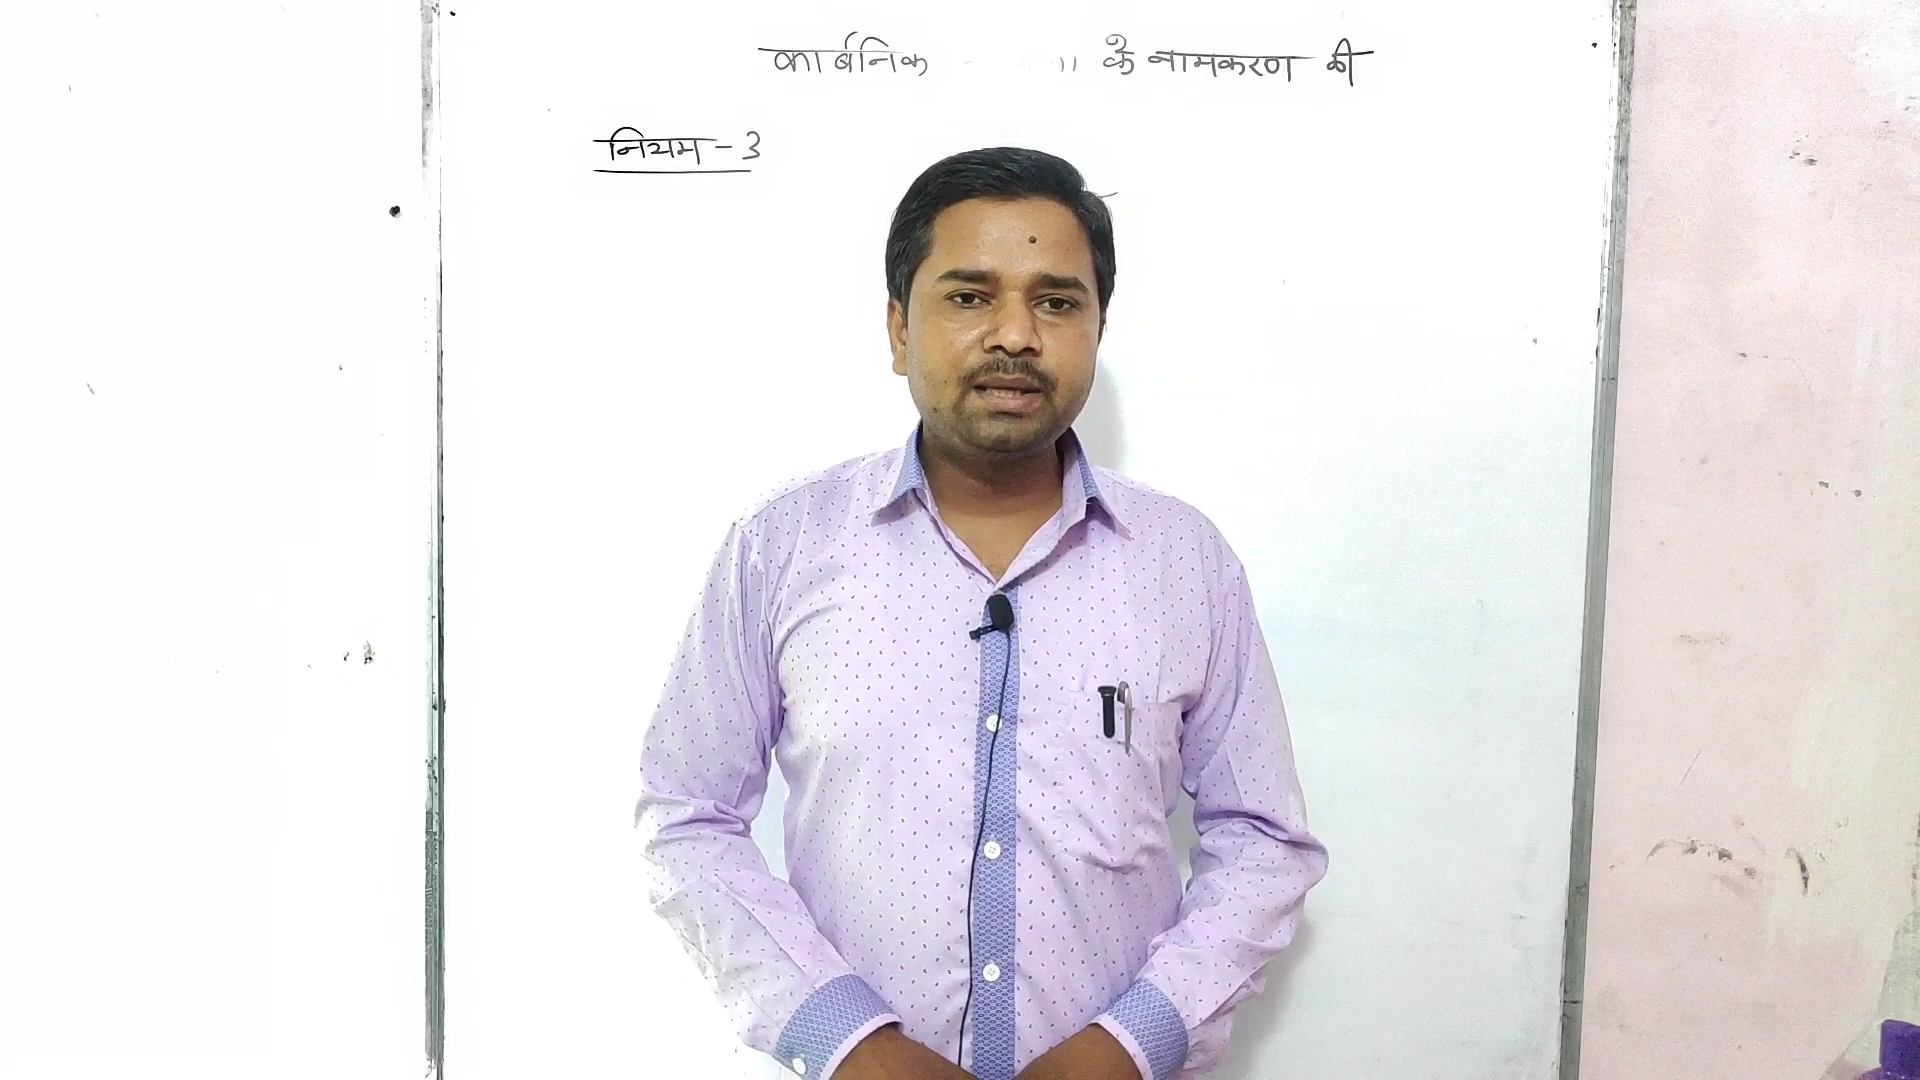 कार्बनिक के नामकरण की
नियम - 3